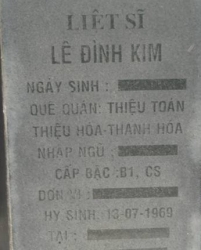 LIỆT SĨ
LÊ ĐÌNH KIM
NGÀY SINH :
QUÊ QUÁN: THIỆU TOÁN
THIỆU HÓA-THANH HÓA
NHẬP NGŨ :
CẤP BẬC :B1, CS
ĐƠN VỊ :
HY SINH: 13-07-1969
TẠI :